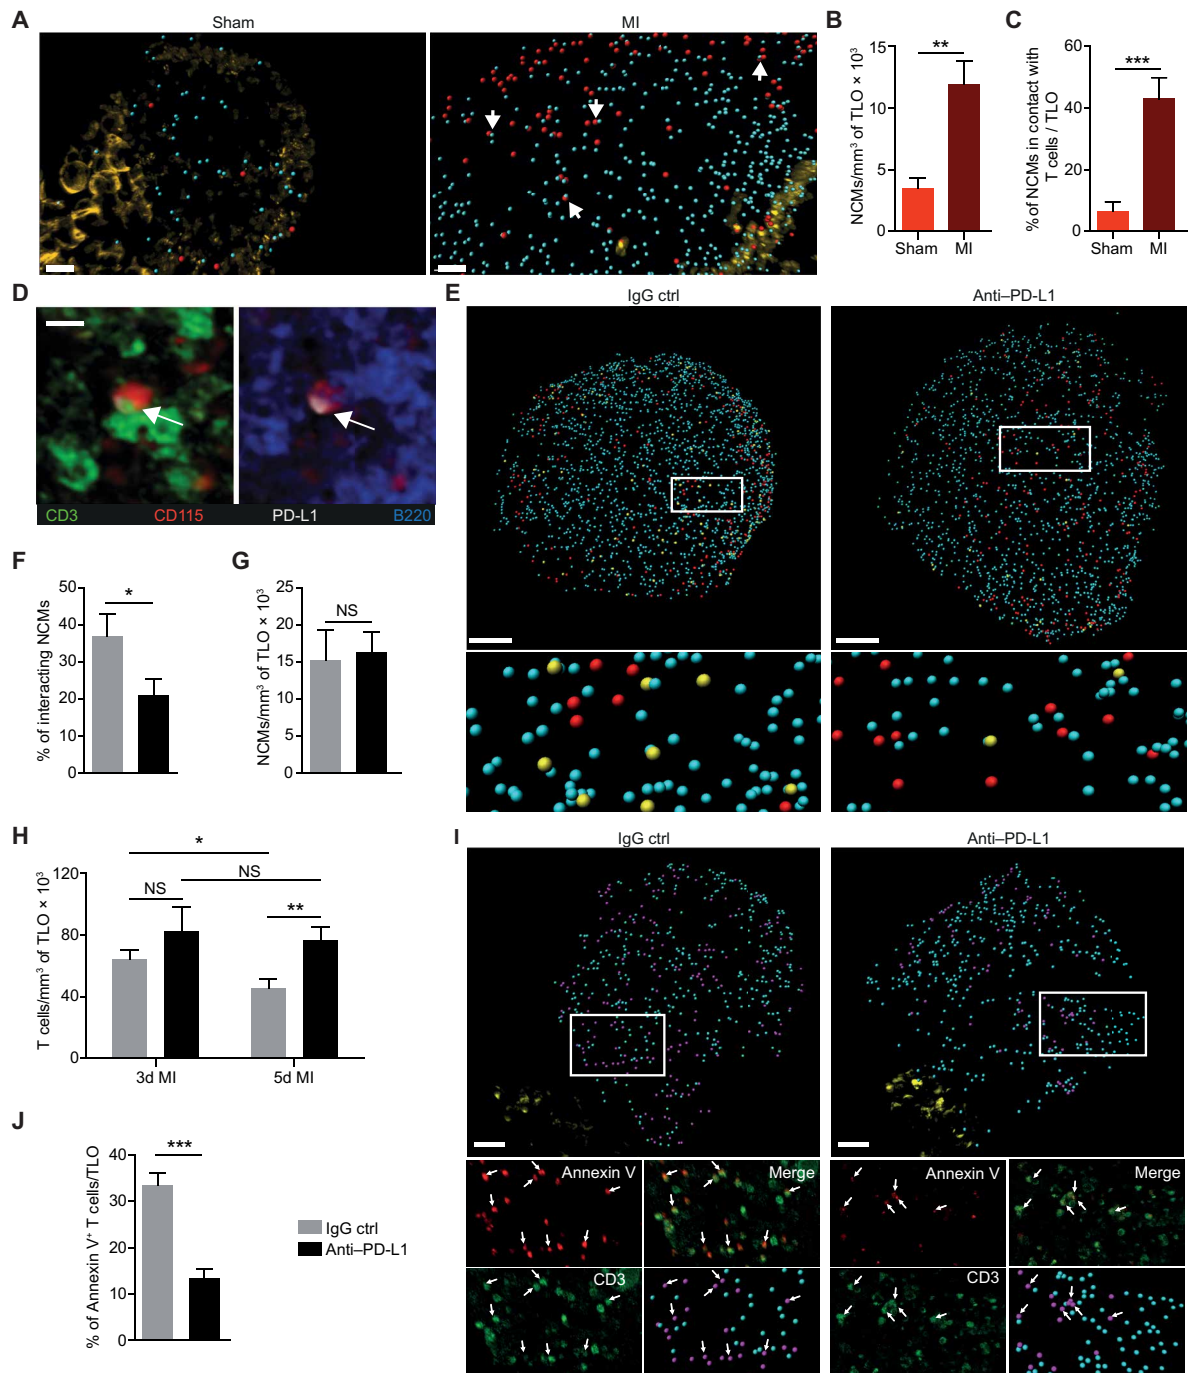 A
Sham
MI
B
NCMs/mm³ of TLO × 10³
15
10
5
0
**
Sham
MI
C
% of NCMs in contact with
T cells / TLO
60
40
20
0
***
Sham
MI
D
CD3
CD115
PD-L1
B220
E
IgG ctrl
Anti–PD-L1
F
% of interacting NCMs
50
40
30
20
10
0
*
G
NCMs/mm³ of TLO × 10³
25
20
15
10
5
0
NS
H
T cells/mm³ of TLO × 10³
120
80
40
0
*
NS
NS
**
3d MI
5d MI
I
IgG ctrl
Anti–PD-L1
Annexin V
Merge
CD3
Annexin V
Merge
CD3
J
% of Annexin V⁺ T cells/TLO
40
30
20
10
0
***
IgG ctrl
Anti–PD-L1